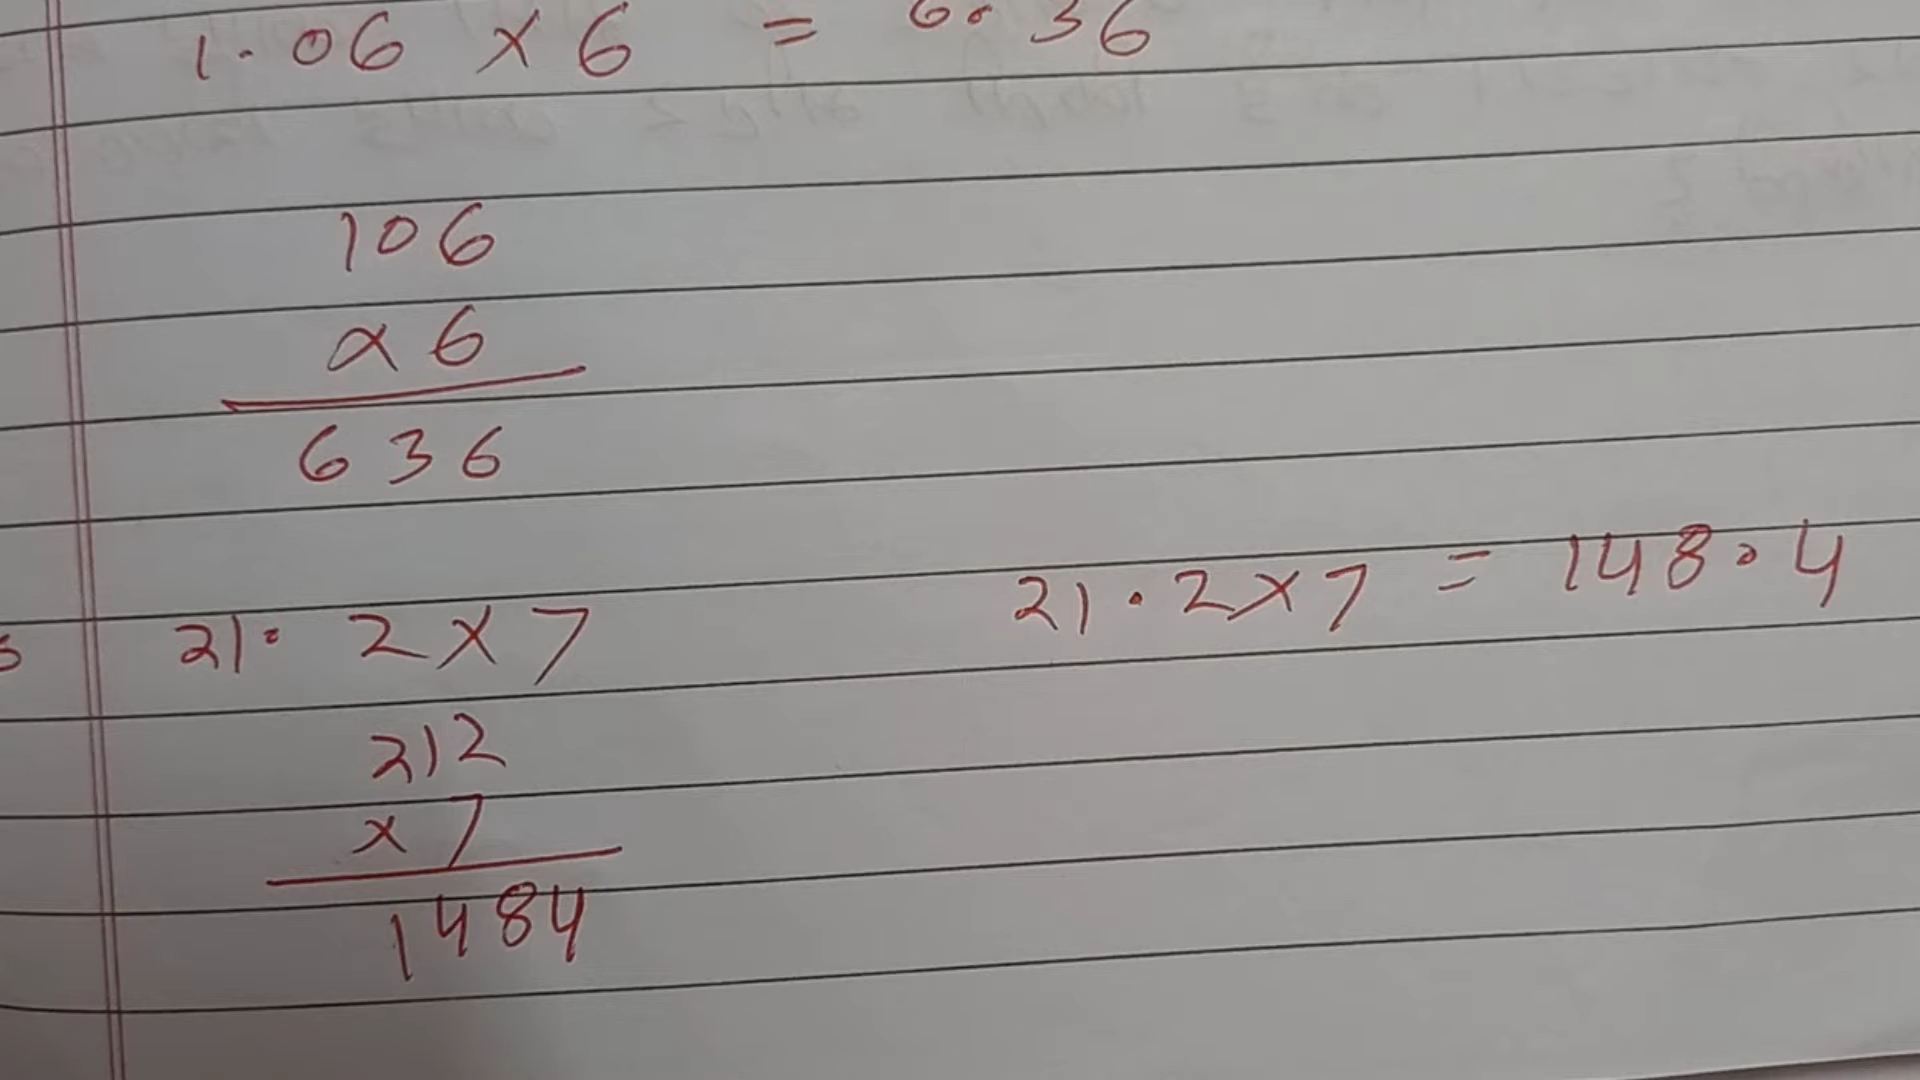 1.06 × 6 = 6.36
106
× 6
636
21.2 × 7
21.2 × 7 = 148.4
212
× 7
1484